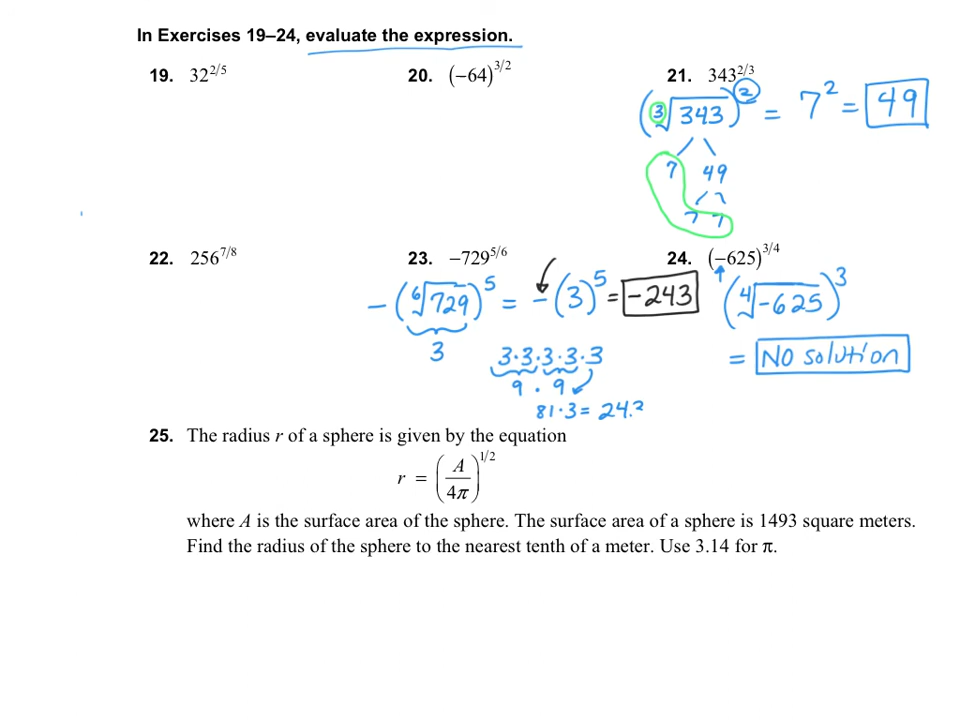 In Exercises 19–24, evaluate the expression.
19. 32^{2/5} 20. (−64)^{3/2} 21. 343^{2/3}
(∛343)^2 = 7^2 = 49
7 49
7 7
22. 256^{7/8} 23. −729^{5/6} 24. (−625)^{3/4}
−(⁶√729)^5 = −(3)^5 = −243 (⁴√−625)^3
3 3·3·3·3·3 = No solution
9 · 9
81·3 = 243
25. The radius r of a sphere is given by the equation
r = (A/4π)^{1/2}
where A is the surface area of the sphere. The surface area of a sphere is 1493 square meters.
Find the radius of the sphere to the nearest tenth of a meter. Use 3.14 for π.